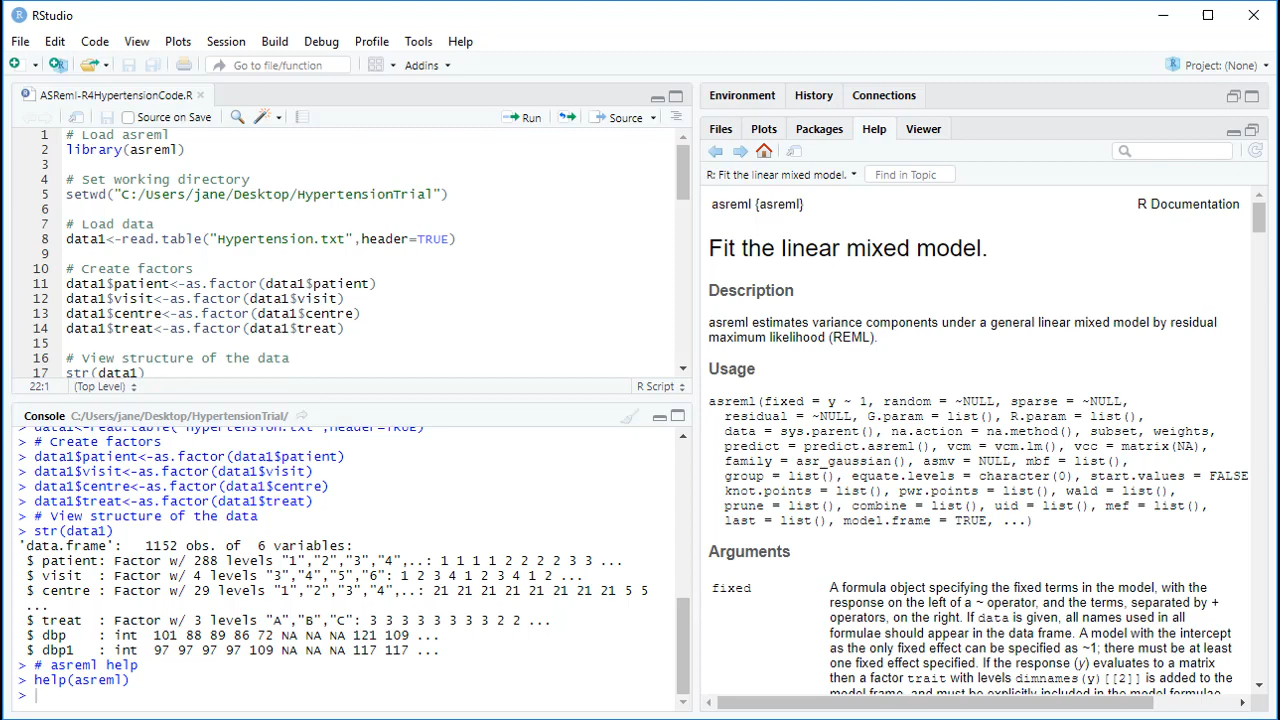 RStudio
File Edit Code View Plots Session Build Debug Profile Tools Help
Go to file/function Addins Project: (None)
ASReml-R4HypertensionCode.R
Source on Save Run Source
1 # Load asreml
2 library(asreml)
3
4 # Set working directory
5 setwd("C:/Users/jane/Desktop/HypertensionTrial")
6
7 # Load data
8 data1<-read.table("Hypertension.txt",header=TRUE)
9
10 # Create factors
11 data1$patient<-as.factor(data1$patient)
12 data1$visit<-as.factor(data1$visit)
13 data1$centre<-as.factor(data1$centre)
14 data1$treat<-as.factor(data1$treat)
15
16 # View structure of the data
17 str(data1)
22:1 (Top Level) R Script
Console C:/Users/jane/Desktop/HypertensionTrial/
> data1<-read.table("Hypertension.txt",header=TRUE)
> # Create factors
> data1$patient<-as.factor(data1$patient)
> data1$visit<-as.factor(data1$visit)
> data1$centre<-as.factor(data1$centre)
> data1$treat<-as.factor(data1$treat)
> # View structure of the data
> str(data1)
'data.frame': 1152 obs. of 6 variables:
$ patient: Factor w/ 288 levels "1","2","3","4",..: 1 1 1 1 2 2 2 2 3 3 ...
$ visit : Factor w/ 4 levels "3","4","5","6": 1 2 3 4 1 2 3 4 1 2 ...
$ centre : Factor w/ 29 levels "1","2","3","4",..: 21 21 21 21 21 21 21 21 5 5
...
$ treat : Factor w/ 3 levels "A","B","C": 3 3 3 3 3 3 3 3 2 2 ...
$ dbp : int 101 88 89 86 72 NA NA NA 121 109 ...
$ dbp1 : int 97 97 97 97 109 NA NA NA 117 117 ...
> # asreml help
> help(asreml)
>
Environment History Connections
Files Plots Packages Help Viewer
R: Fit the linear mixed model. Find in Topic
asreml {asreml} R Documentation
Fit the linear mixed model.
Description
asreml estimates variance components under a general linear mixed model by residual
maximum likelihood (REML).
Usage
asreml(fixed = y ~ 1, random = ~NULL, sparse = ~NULL,
residual = ~NULL, G.param = list(), R.param = list(),
data = sys.parent(), na.action = na.method(), subset, weights,
predict = predict.asreml(), vcm = vcm.lm(), vcc = matrix(NA),
family = asr_gaussian(), asmv = NULL, mbf = list(),
group = list(), equate.levels = character(0), start.values = FALSE
knot.points = list(), pwr.points = list(), wald = list(),
prune = list(), combine = list(), uid = list(), mef = list(),
last = list(), model.frame = TRUE, ...)
Arguments
fixed A formula object specifying the fixed terms in the model, with the
response on the left of a ~ operator, and the terms, separated by +
operators, on the right. If data is given, all names used in all
formulae should appear in the data frame. A model with the intercept
as the only fixed effect can be specified as ~1; there must be at least
one fixed effect specified. If the response (y) evaluates to a matrix
then a factor trait with levels dimnames(y)[[2]] is added to the
model frame, and must be explicitly included in the model formulae